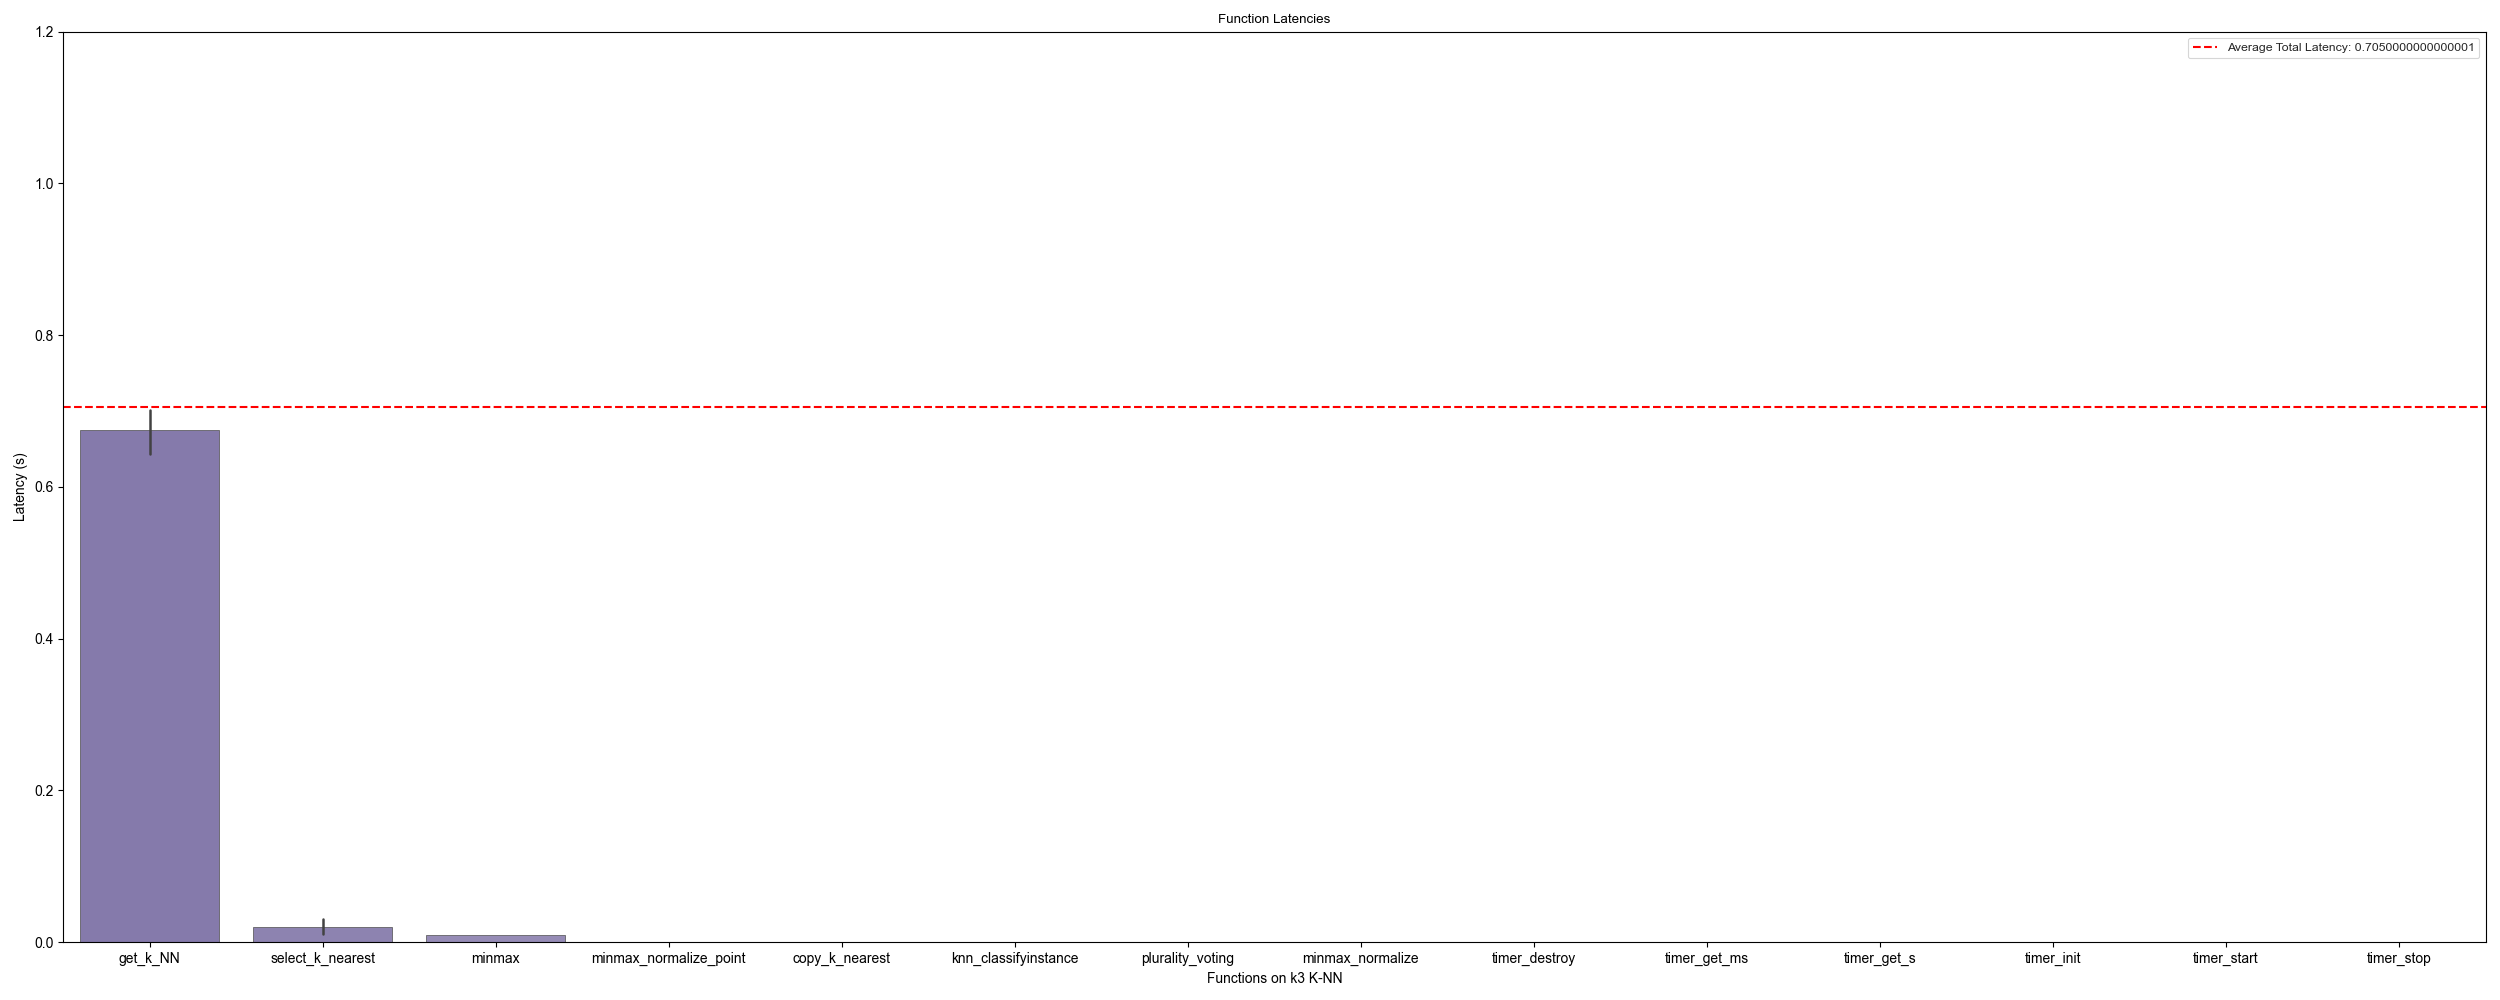 Function Latencies
Average Total Latency: 0.7050000000000001
1.2
1.0
0.8
0.6
0.4
0.2
0.0
Latency (s)
get_k_NN select_k_nearest minmax minmax_normalize_point copy_k_nearest knn_classifyinstance plurality_voting minmax_normalize timer_destroy timer_get_ms timer_get_s timer_init timer_start timer_stop
Functions on k3 K-NN